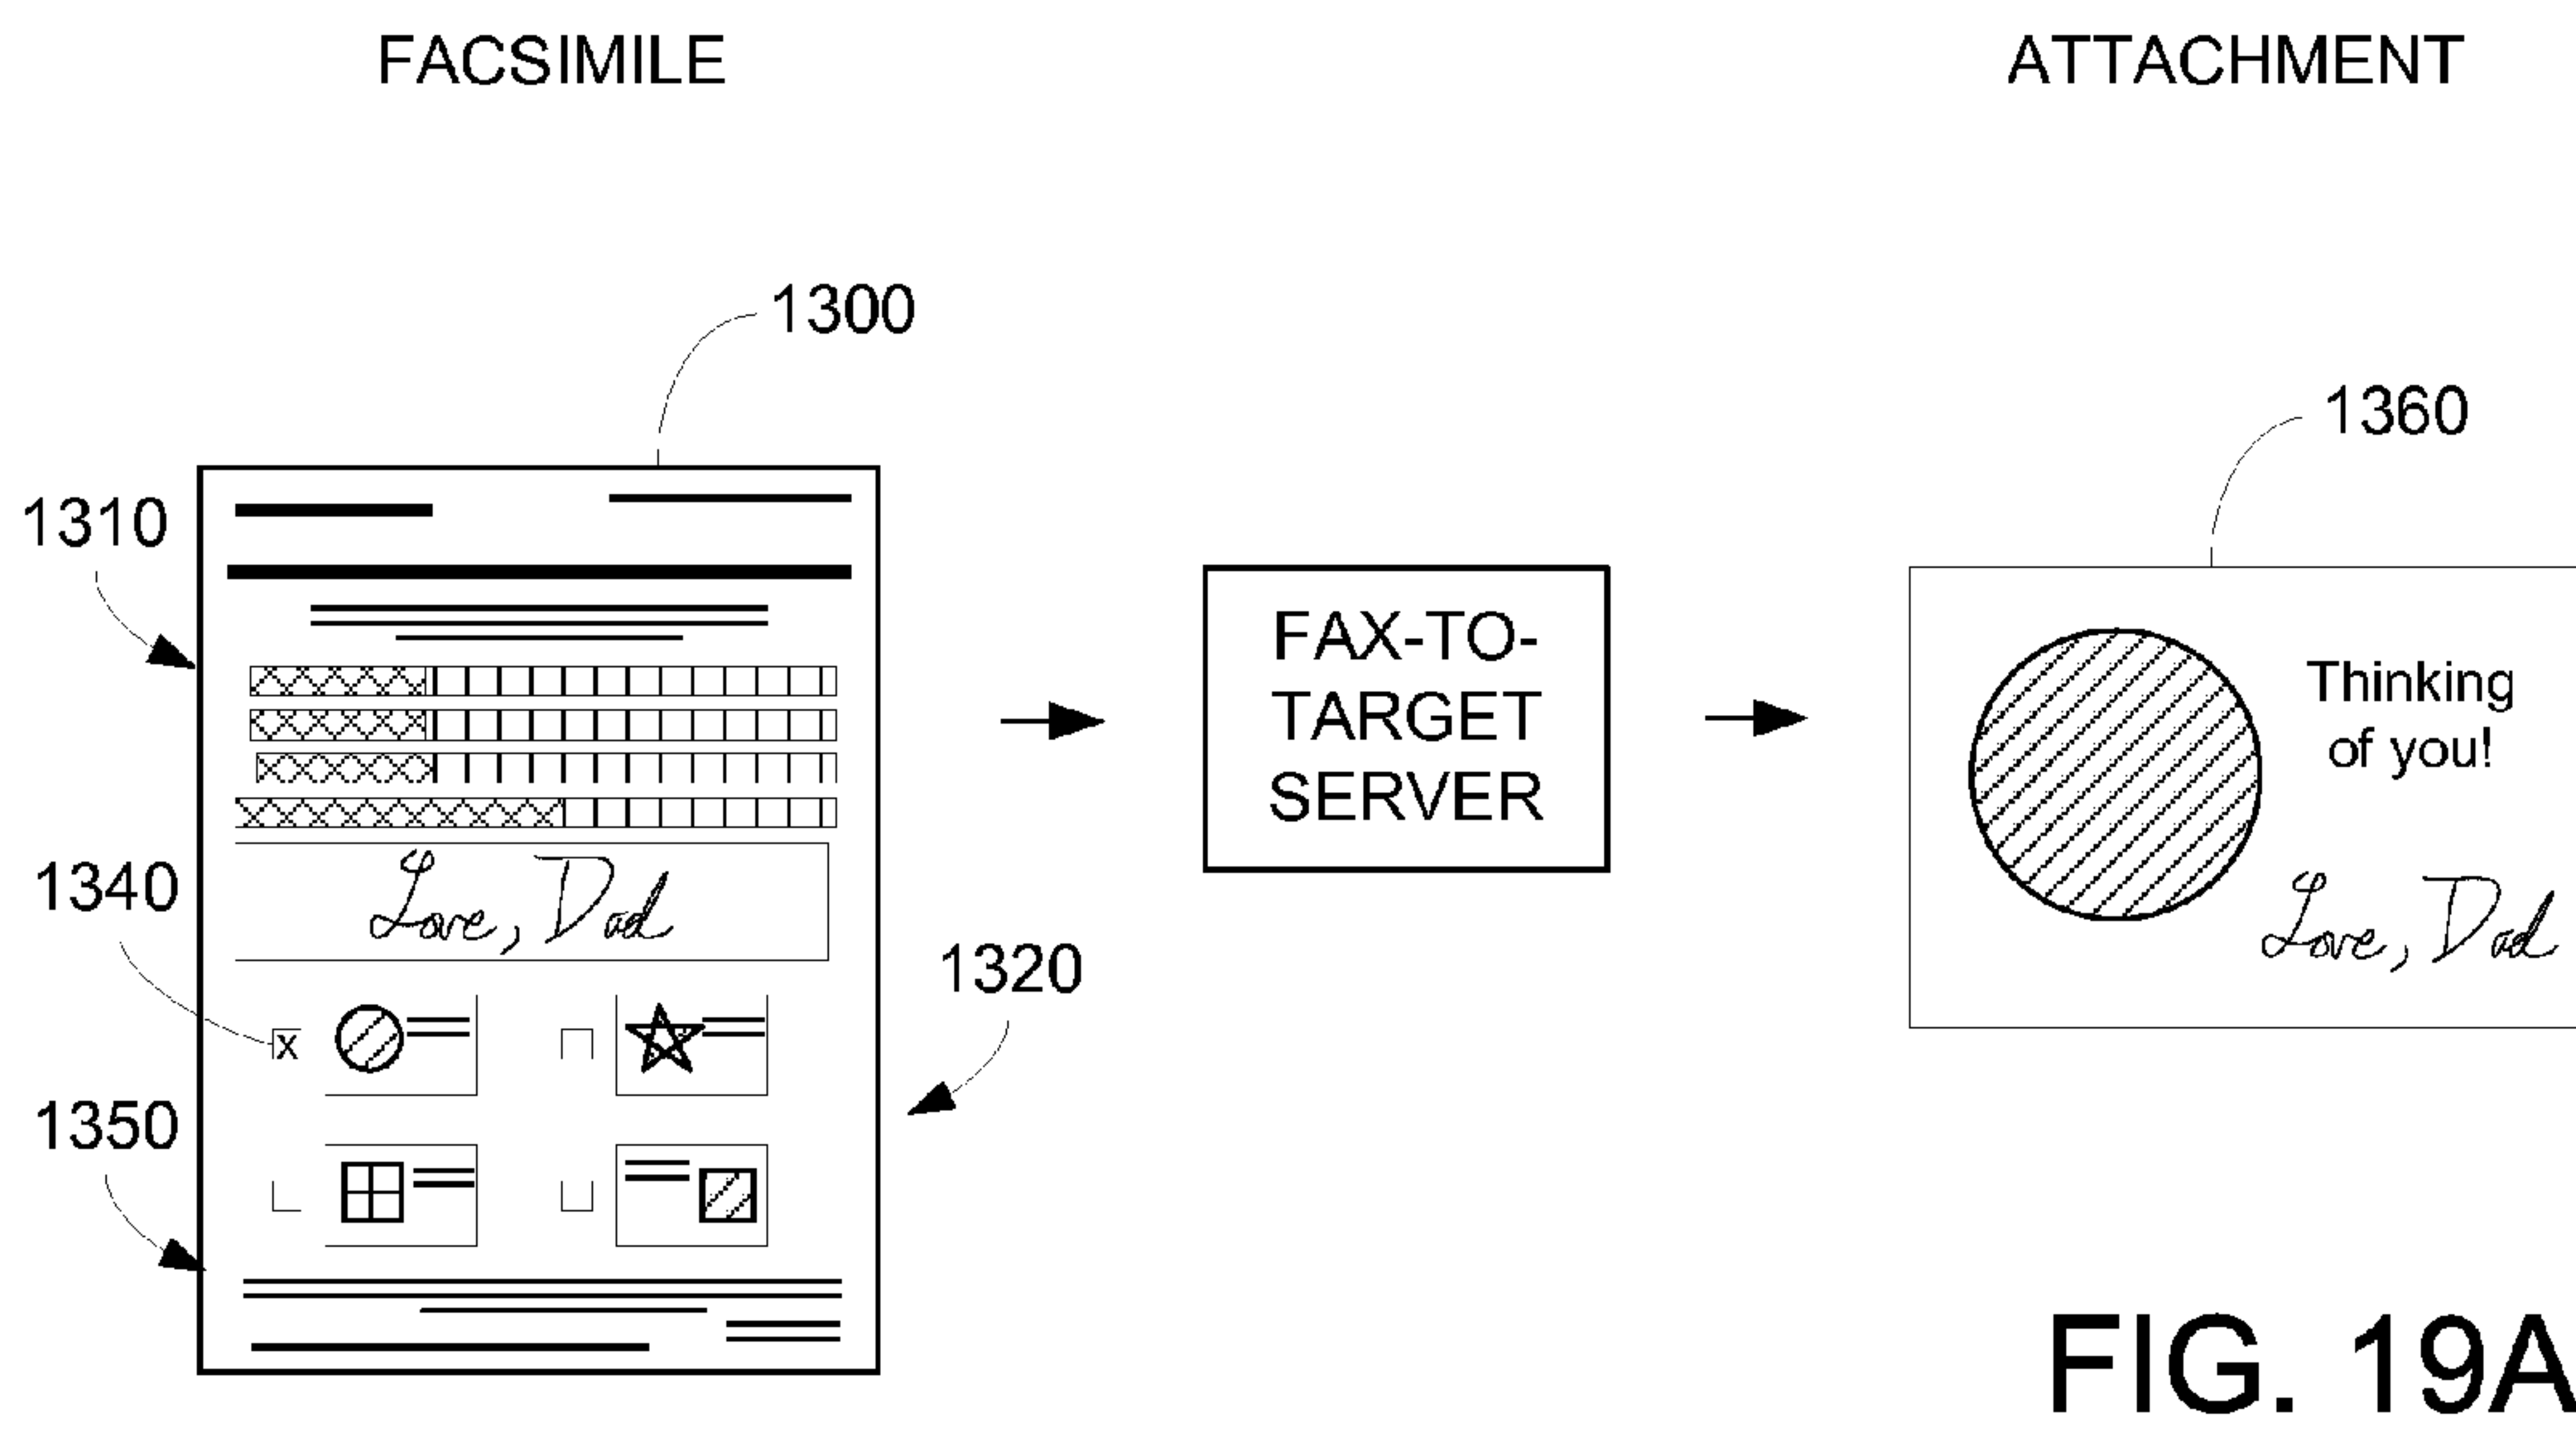 FACSIMILE
ATTACHMENT
1300
1360
1310
FAX-TO-
TARGET
SERVER
Thinking
of you!
1340
Love, Dad
Love, Dad
1320
X
1350
FIG. 19A